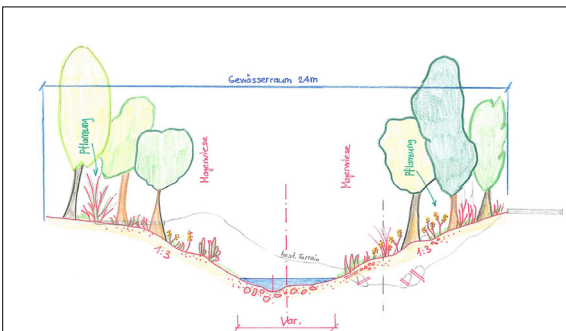 Gewässerraum 24m
Pflanzung
Magerwiese
Magerwiese
Pflanzung
1:3
best. Terrain
1:3
Var.